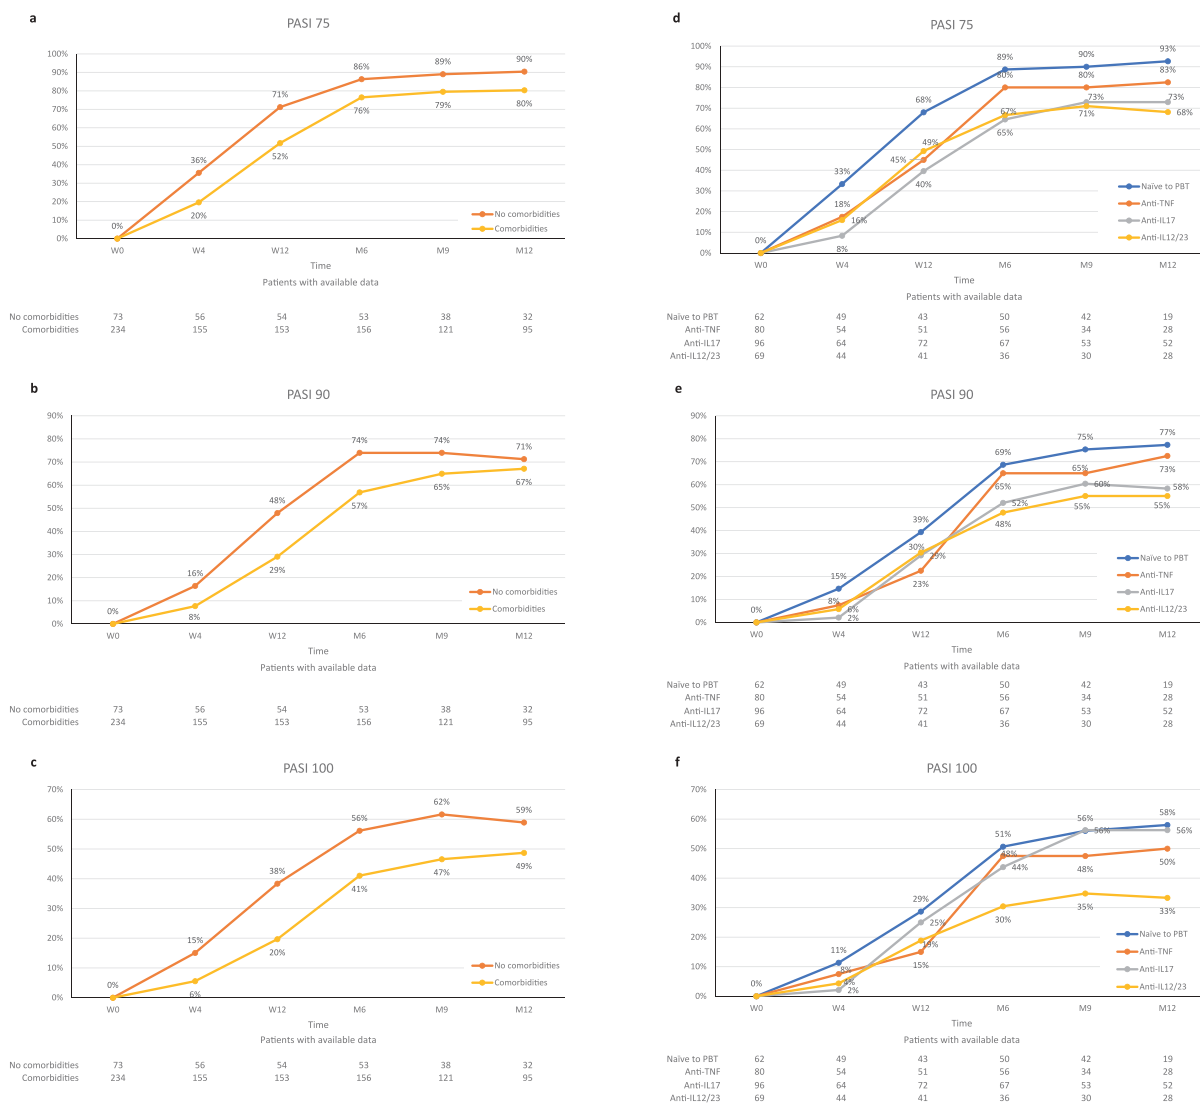 a
PASI 75
100%
90%
80%
70%
60%
50%
40%
30%
20%
10%
0%
0%
36%
71%
86%
89%
90%
20%
52%
76%
79%
80%
No comorbidities
Comorbidities
W0 W4 W12 M6 M9 M12
Time
Patients with available data
No comorbidities 73 56 54 53 38 32
Comorbidities 234 155 153 156 121 95
b
PASI 90
90%
80%
70%
60%
50%
40%
30%
20%
10%
0%
0%
16%
48%
74%
74%
71%
8%
29%
57%
65%
67%
No comorbidities
Comorbidities
W0 W4 W12 M6 M9 M12
Time
Patients with available data
No comorbidities 73 56 54 53 38 32
Comorbidities 234 155 153 156 121 95
c
PASI 100
70%
60%
50%
40%
30%
20%
10%
0%
0%
15%
38%
56%
62%
59%
6%
20%
41%
47%
49%
No comorbidities
Comorbidities
W0 W4 W12 M6 M9 M12
Time
Patients with available data
No comorbidities 73 56 54 53 38 32
Comorbidities 234 155 153 156 121 95
d
PASI 75
100%
90%
80%
70%
60%
50%
40%
30%
20%
10%
0%
0%
33%
68%
89%
90%
93%
18%
45%
80%
80%
83%
8%
40%
65%
73%
73%
16%
49%
67%
71%
68%
Naïve to PBT
Anti-TNF
Anti-IL17
Anti-IL12/23
W0 W4 W12 M6 M9 M12
Time
Patients with available data
Naïve to PBT 62 49 43 50 42 19
Anti-TNF 80 54 51 56 34 28
Anti-IL17 96 64 72 67 53 52
Anti-IL12/23 69 44 41 36 30 28
e
PASI 90
90%
80%
70%
60%
50%
40%
30%
20%
10%
0%
0%
15%
39%
69%
75%
77%
8%
23%
65%
65%
73%
2%
29%
52%
60%
58%
6%
30%
48%
55%
55%
Naïve to PBT
Anti-TNF
Anti-IL17
Anti-IL12/23
W0 W4 W12 M6 M9 M12
Time
Patients with available data
Naïve to PBT 62 49 43 50 42 19
Anti-TNF 80 54 51 56 34 28
Anti-IL17 96 64 72 67 53 52
Anti-IL12/23 69 44 41 36 30 28
f
PASI 100
70%
60%
50%
40%
30%
20%
10%
0%
0%
11%
29%
51%
56%
58%
8%
15%
48%
48%
50%
2%
25%
44%
56%
56%
4%
19%
30%
35%
33%
Naïve to PBT
Anti-TNF
Anti-IL17
Anti-IL12/23
W0 W4 W12 M6 M9 M12
Time
Patients with available data
Naïve to PBT 62 49 43 50 42 19
Anti-TNF 80 54 51 56 34 28
Anti-IL17 96 64 72 67 53 52
Anti-IL12/23 69 44 41 36 30 28